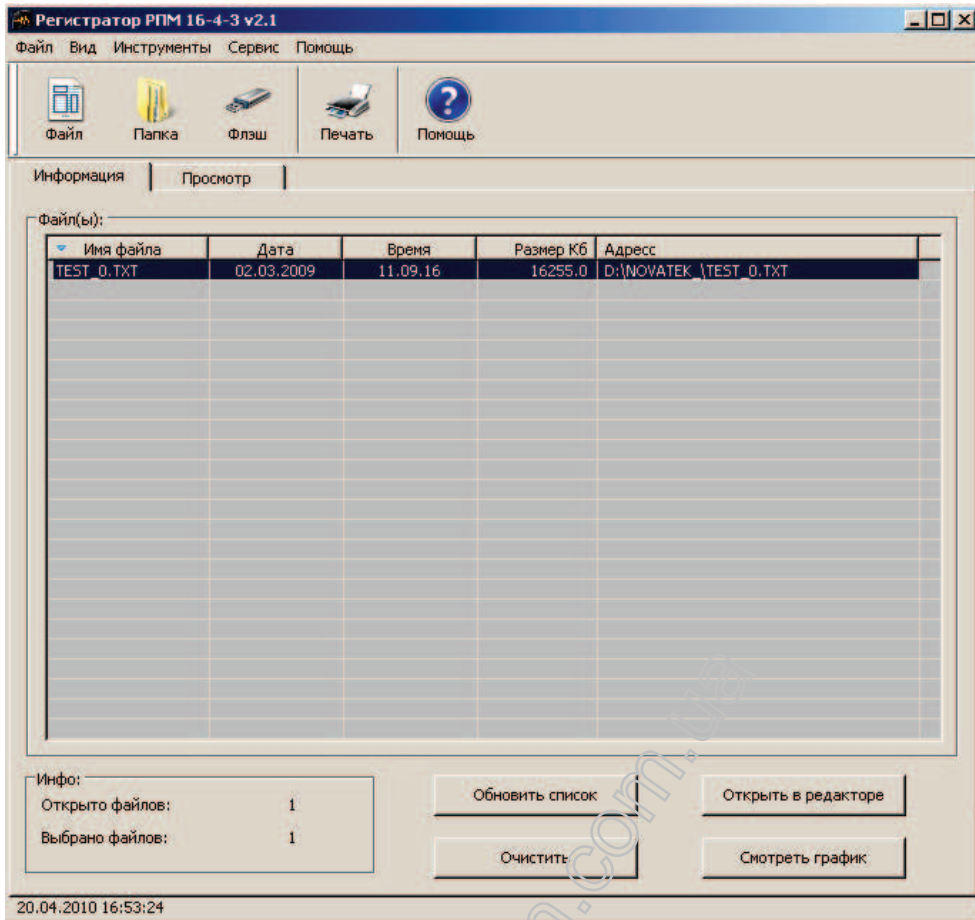 Регистратор РПМ 16-4-3 v2.1
Файл Вид Инструменты Сервис Помощь
Файл Папка Флэш Печать Помощь
Информация Просмотр
Файл(ы):
Имя файла Дата Время Размер Кб Адресс
TEST_0.TXT 02.03.2009 11.09.16 16255.0 D:\NOVATEK_\TEST_0.TXT
Инфо:
Открыто файлов: 1
Выбрано файлов: 1
Обновить список Открыть в редакторе
Очистить Смотреть график
20.04.2010 16:53:24
m.com.ua